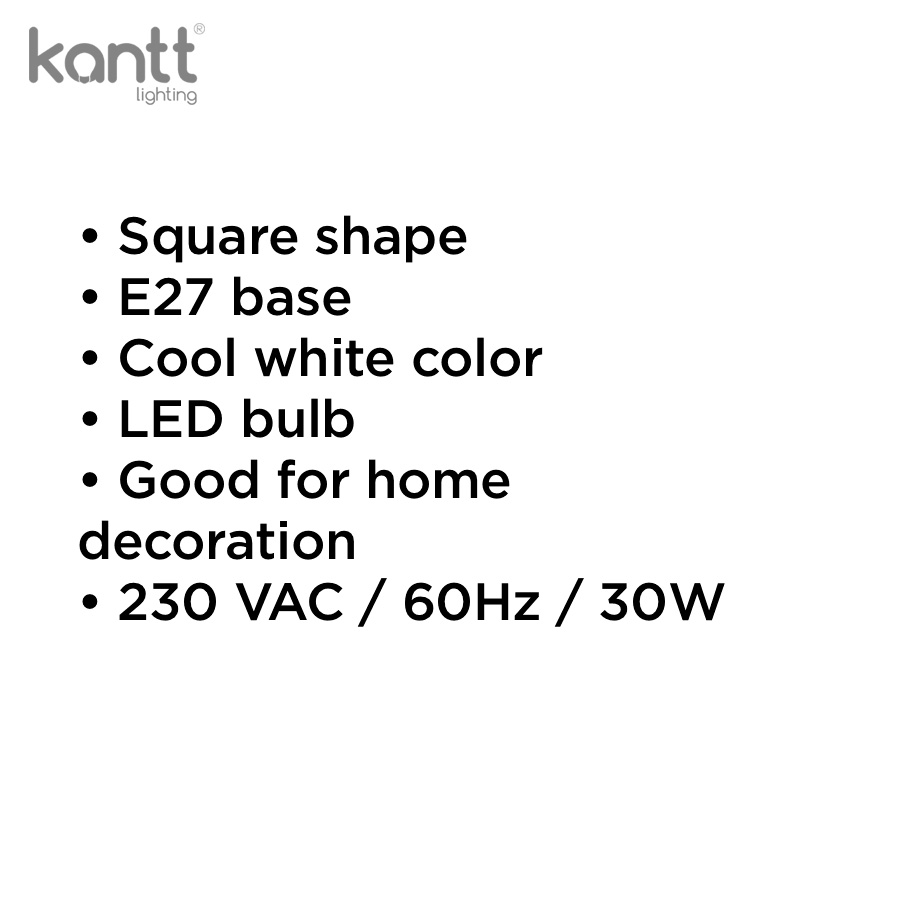 kantt®
lighting
• Square shape
• E27 base
• Cool white color
• LED bulb
• Good for home
decoration
• 230 VAC / 60Hz / 30W